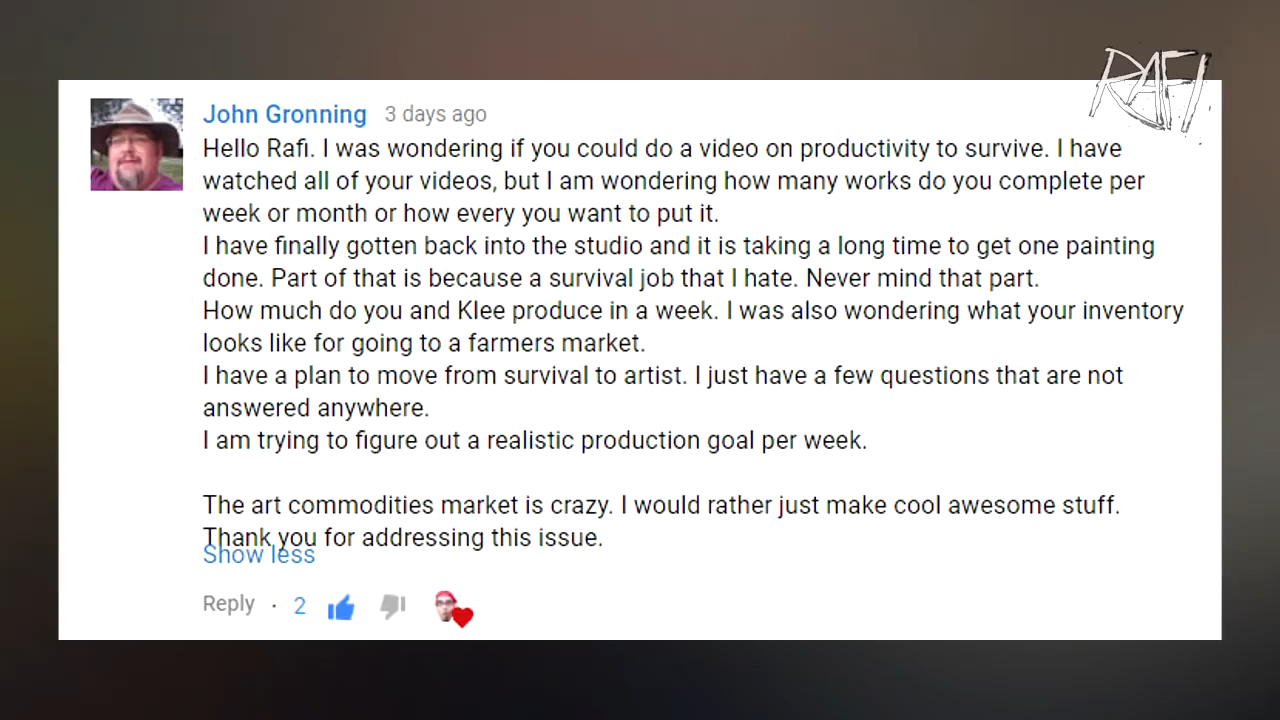 RAFI
John Gronning 3 days ago
Hello Rafi. I was wondering if you could do a video on productivity to survive. I have
watched all of your videos, but I am wondering how many works do you complete per
week or month or how every you want to put it.
I have finally gotten back into the studio and it is taking a long time to get one painting
done. Part of that is because a survival job that I hate. Never mind that part.
How much do you and Klee produce in a week. I was also wondering what your inventory
looks like for going to a farmers market.
I have a plan to move from survival to artist. I just have a few questions that are not
answered anywhere.
I am trying to figure out a realistic production goal per week.
The art commodities market is crazy. I would rather just make cool awesome stuff.
Thank you for addressing this issue.
Show less
Reply · 2